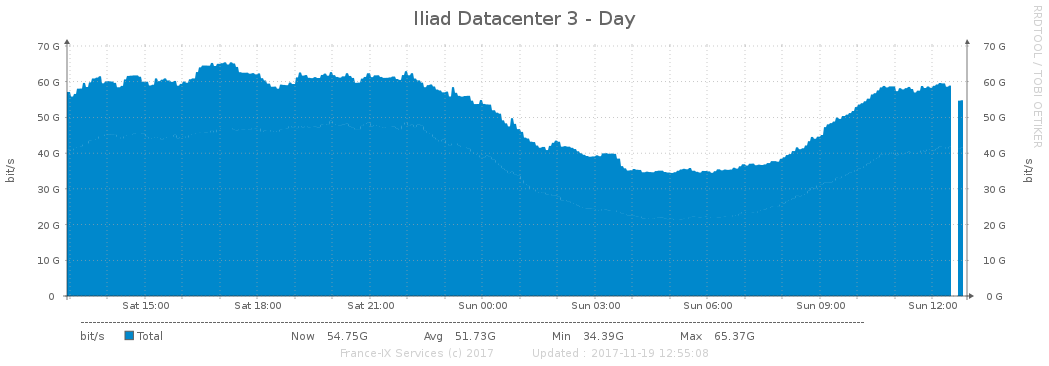 Iliad Datacenter 3 - Day
RRDTOOL / TOBI OETIKER
bit/s
70 G 70 G
60 G 60 G
50 G 50 G
40 G 40 G
30 G 30 G
20 G 20 G
10 G 10 G
0 0 G
bit/s
Sat 15:00 Sat 18:00 Sat 21:00 Sun 00:00 Sun 03:00 Sun 06:00 Sun 09:00 Sun 12:00
bit/s Total Now 54.75G Avg 51.73G Min 34.39G Max 65.37G
France-IX Services (c) 2017 Updated : 2017-11-19 12:55:08